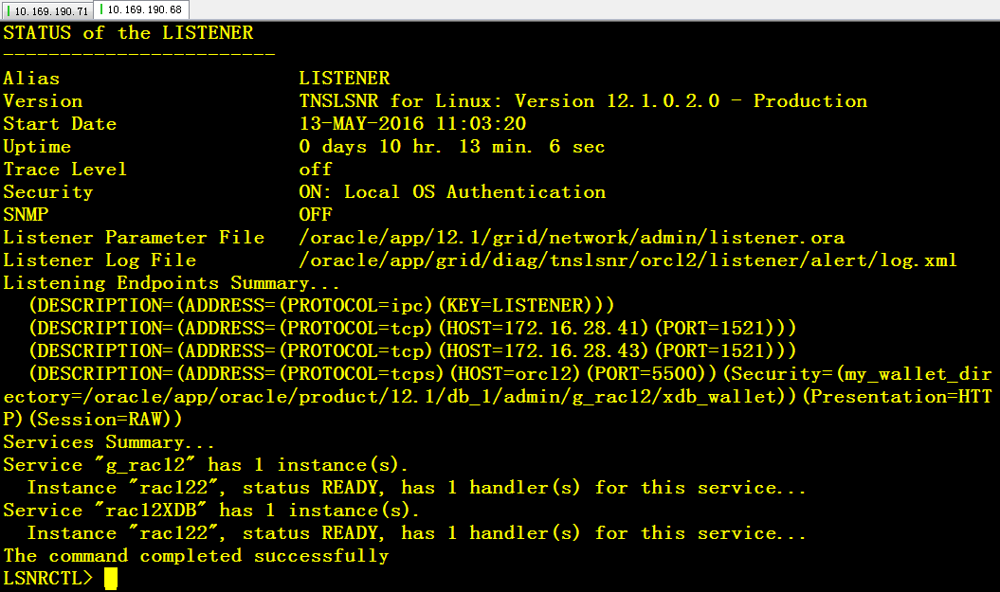 10.169.190.71 10.169.190.68
STATUS of the LISTENER
------------------------
Alias                     LISTENER
Version                   TNSLSNR for Linux: Version 12.1.0.2.0 - Production
Start Date                13-MAY-2016 11:03:20
Uptime                    0 days 10 hr. 13 min. 6 sec
Trace Level               off
Security                  ON: Local OS Authentication
SNMP                      OFF
Listener Parameter File   /oracle/app/12.1/grid/network/admin/listener.ora
Listener Log File         /oracle/app/grid/diag/tnslsnr/orcl2/listener/alert/log.xml
Listening Endpoints Summary...
  (DESCRIPTION=(ADDRESS=(PROTOCOL=ipc)(KEY=LISTENER)))
  (DESCRIPTION=(ADDRESS=(PROTOCOL=tcp)(HOST=172.16.28.41)(PORT=1521)))
  (DESCRIPTION=(ADDRESS=(PROTOCOL=tcp)(HOST=172.16.28.43)(PORT=1521)))
  (DESCRIPTION=(ADDRESS=(PROTOCOL=tcps)(HOST=orcl2)(PORT=5500))(Security=(my_wallet_dir
ectory=/oracle/app/oracle/product/12.1/db_1/admin/g_rac12/xdb_wallet))(Presentation=HTT
P)(Session=RAW))
Services Summary...
Service "g_rac12" has 1 instance(s).
  Instance "rac122", status READY, has 1 handler(s) for this service...
Service "rac12XDB" has 1 instance(s).
  Instance "rac122", status READY, has 1 handler(s) for this service...
The command completed successfully
LSNRCTL>